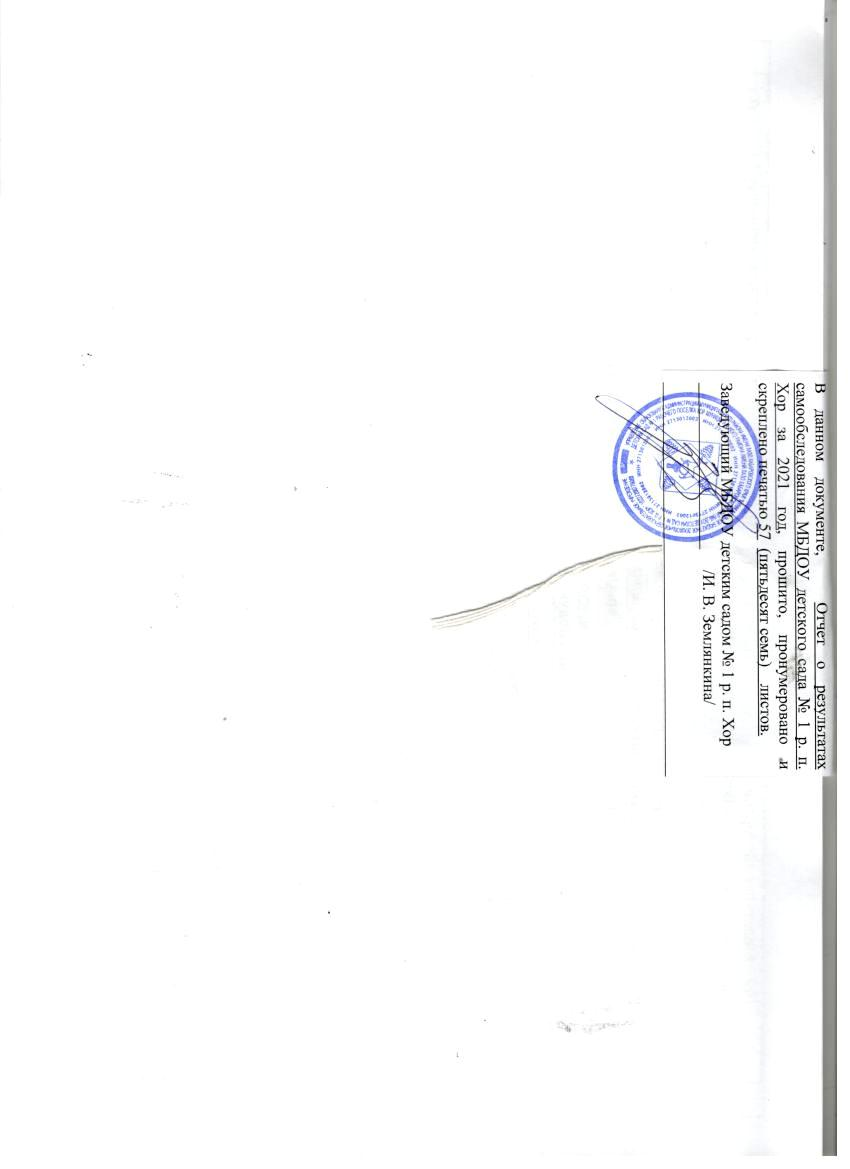 В данном документе, Отчет о результатах
самообследования МБДОУ детского сада № 1 р. п.
Хор за 2021 год, прошито, пронумеровано и
скреплено печатью 57 (пятьдесят семь) листов.
Заведующий МБДОУ детским садом № 1 р. п. Хор
/И. В. Землянкина/